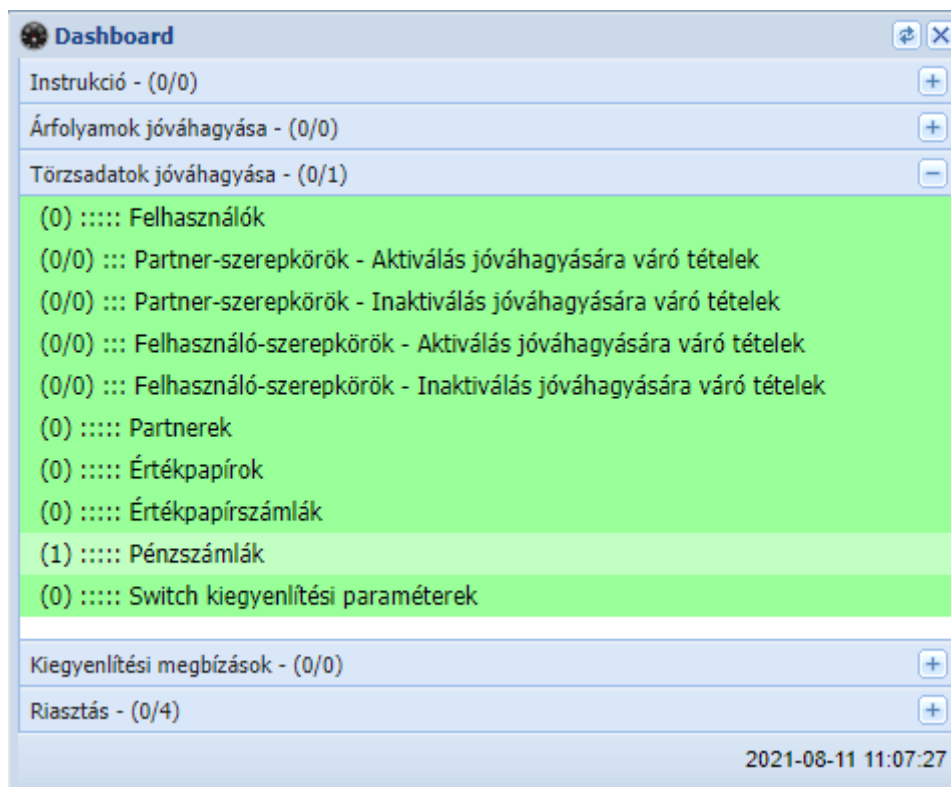 Dashboard
Instrukció - (0/0)
Árfolyamok jóváhagyása - (0/0)
Törzsadatok jóváhagyása - (0/1)
(0) ::::: Felhasználók
(0/0) ::: Partner-szerepkörök - Aktiválás jóváhagyására váró tételek
(0/0) ::: Partner-szerepkörök - Inaktiválás jóváhagyására váró tételek
(0/0) ::: Felhasználó-szerepkörök - Aktiválás jóváhagyására váró tételek
(0/0) ::: Felhasználó-szerepkörök - Inaktiválás jóváhagyására váró tételek
(0) ::::: Partnerek
(0) ::::: Értékpapírok
(0) ::::: Értékpapírszámlák
(1) ::::: Pénzszámlák
(0) ::::: Switch kiegyenlítési paraméterek
Kiegyenlítési megbízások - (0/0)
Riasztás - (0/4)
2021-08-11 11:07:27